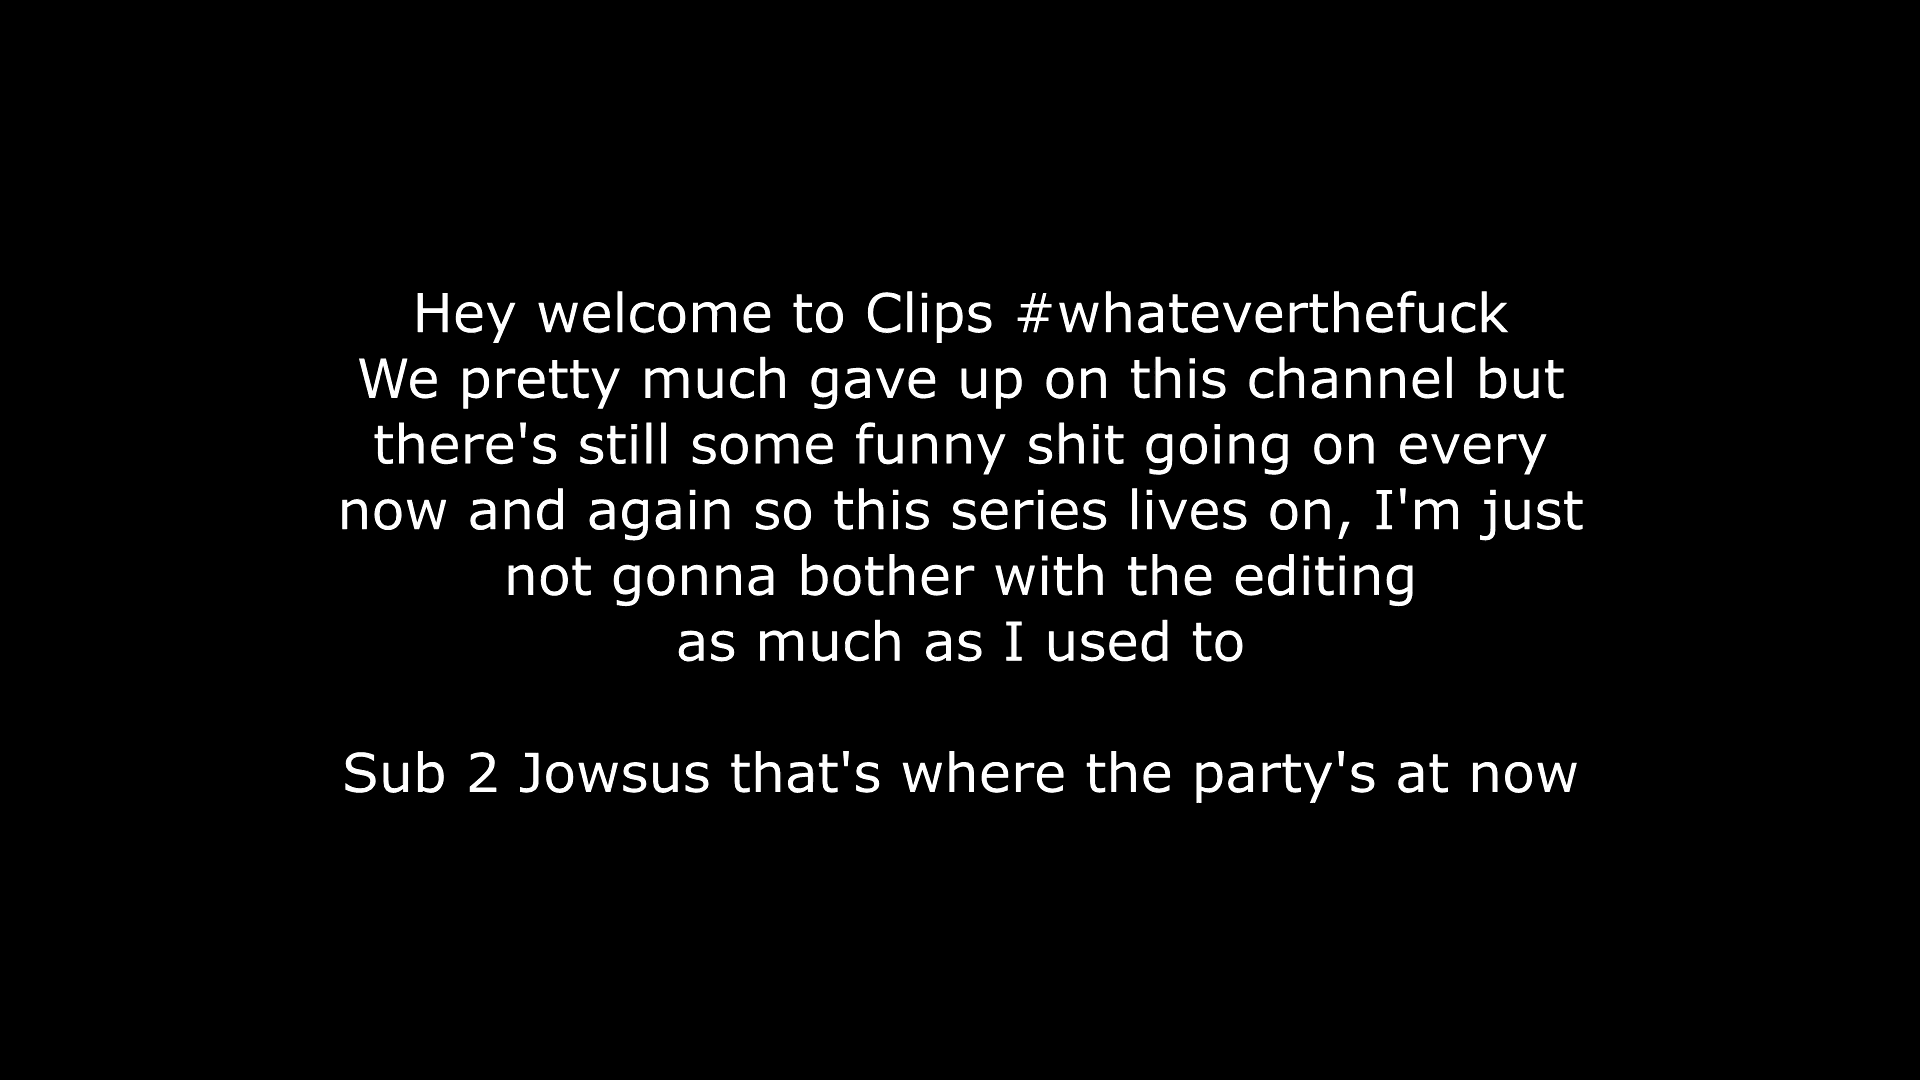 Hey welcome to Clips #whateverthefuck
We pretty much gave up on this channel but
there's still some funny shit going on every
now and again so this series lives on, I'm just
not gonna bother with the editing
as much as I used to
Sub 2 Jowsus that's where the party's at now